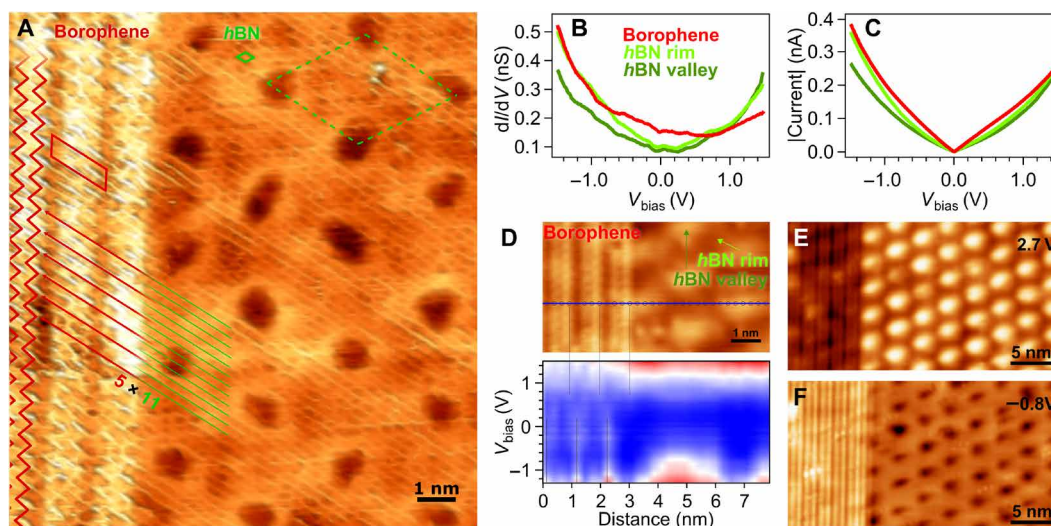 A
Borophene
hBN
5 × 11
1 nm
B
Borophene
hBN rim
hBN valley
dI/dV (nS)
0.5
0.4
0.3
0.2
0.1
−1.0
0.0
1.0
Vbias (V)
C
|Current| (nA)
0.4
0.3
0.2
0.1
0.0
−1
0
1
Vbias (V)
D
Borophene
hBN rim
hBN valley
1 nm
Vbias (V)
1
0
−1
0 1 2 3 4 5 6 7
Distance (nm)
E
2.7 V
5 nm
F
−0.8V
5 nm